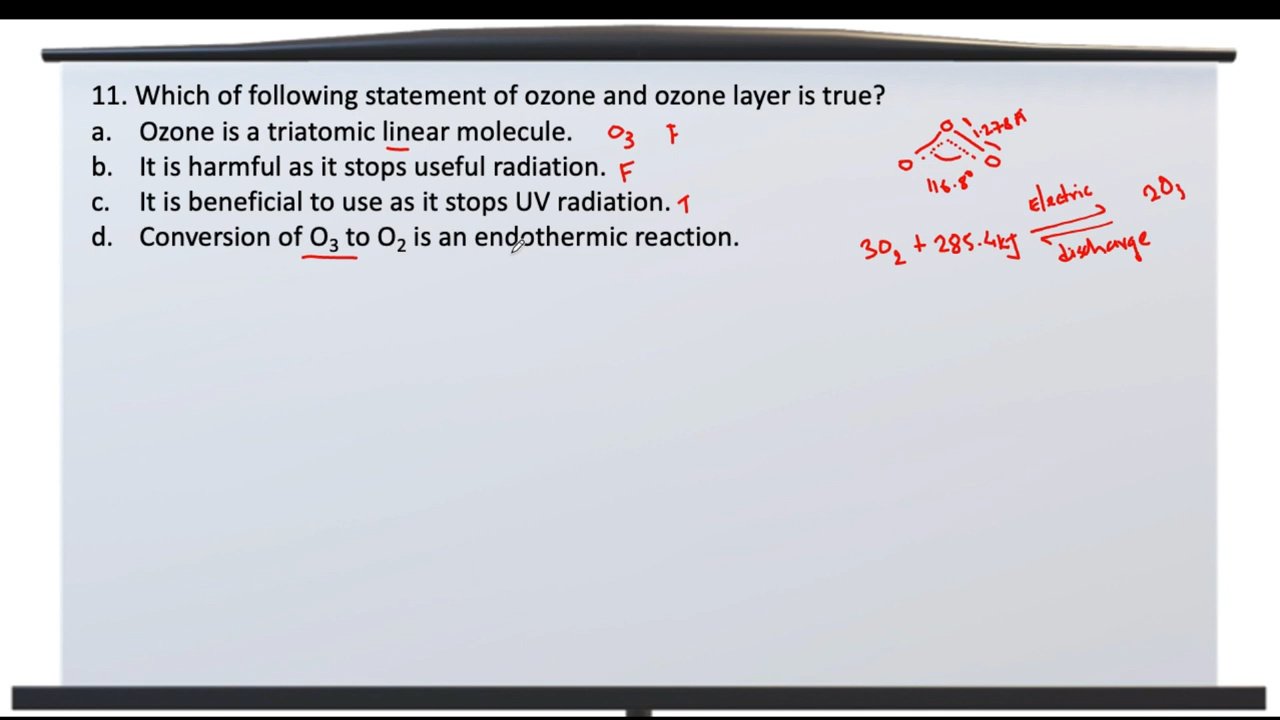 11. Which of following statement of ozone and ozone layer is true?
a. Ozone is a triatomic linear molecule. O₃ F
b. It is harmful as it stops useful radiation. F
c. It is beneficial to use as it stops UV radiation. T
d. Conversion of O₃ to O₂ is an endothermic reaction.
O 1.278 Å
O O
116.8°
3O₂ + 285.4kJ Electric discharge 2O₃